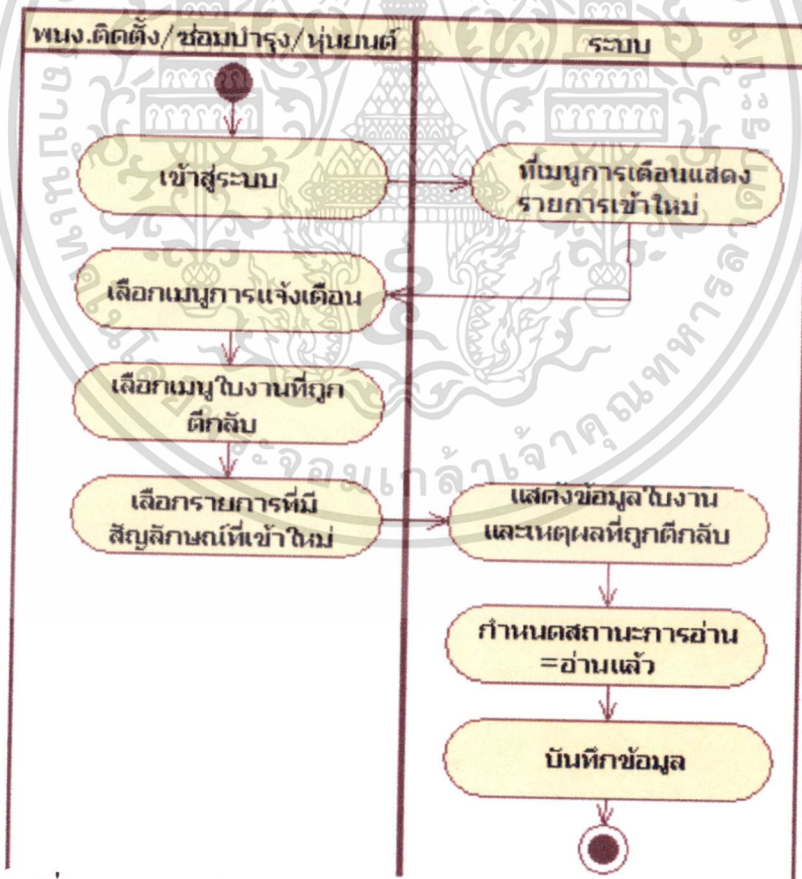 พนง.ติดตั้ง/ซ่อมบำรุง/หุ่นยนต์
ระบบ
เข้าสู่ระบบ
ที่เมนูการเตือนแสดง
รายการเข้าใหม่
เลือกเมนูการแจ้งเตือน
เลือกเมนูใบงานที่ถูก
ตีกลับ
เลือกรายการที่มี
สัญลักษณ์ที่เข้าใหม่
แสดงข้อมูลใบงาน
และเหตุผลที่ถูกตีกลับ
กำหนดสถานะการอ่าน
=อ่านแล้ว
บันทึกข้อมูล